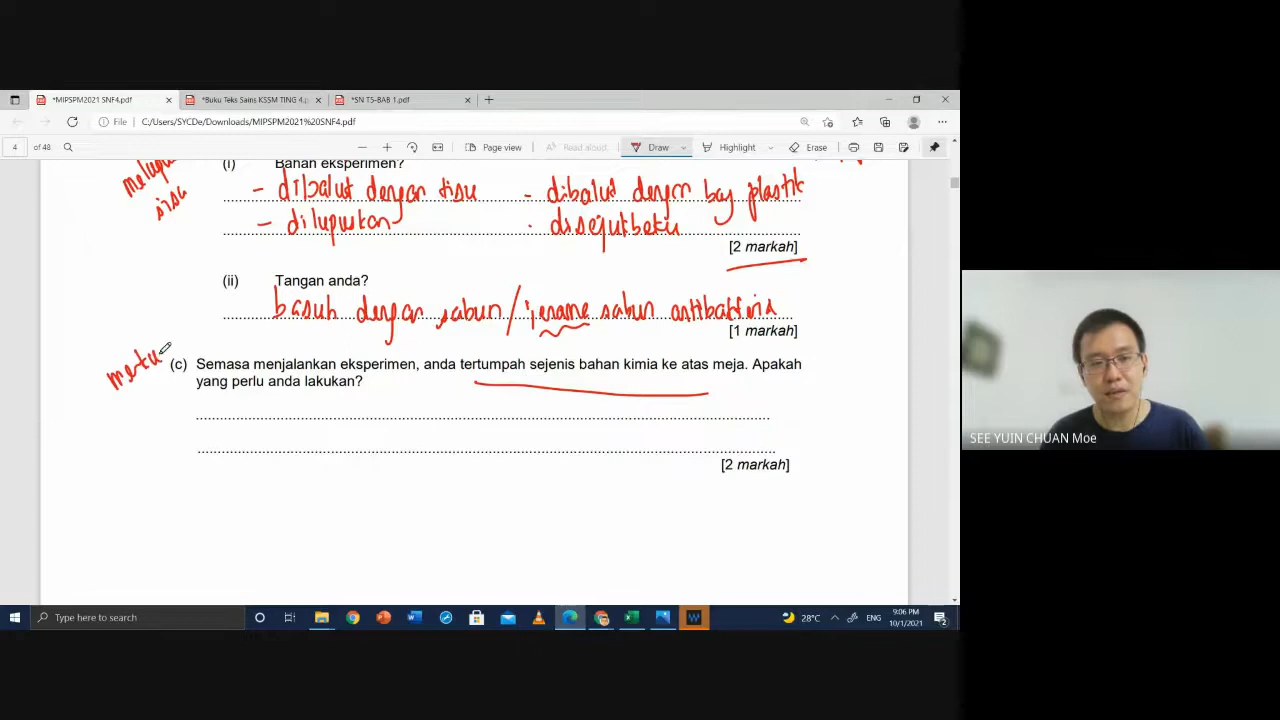 *MIPSPM2021 SNF4.pdf
*Buku Teks Sains KSSM TING 4.p
*SN T5-BAB 1.pdf
File
C:/Users/SYCDe/Downloads/MIPSPM2021%20SNF4.pdf
4 of 48
Page view
Read aloud
Draw
Highlight
Erase
sisa
(i) Bahan eksperimen?
- dibalut dengan tisu - dibalut dengan beg plastik
- dilupuskan - disejukbeku
[2 markah]
(ii) Tangan anda?
basuh dengan sabun / sabun antibakteria
[1 markah]
(c) Semasa menjalankan eksperimen, anda tertumpah sejenis bahan kimia ke atas meja. Apakah
yang perlu anda lakukan?
[2 markah]
SEE YUIN CHUAN Moe
Type here to search
28°C
ENG
9:06 PM
10/1/2021
2